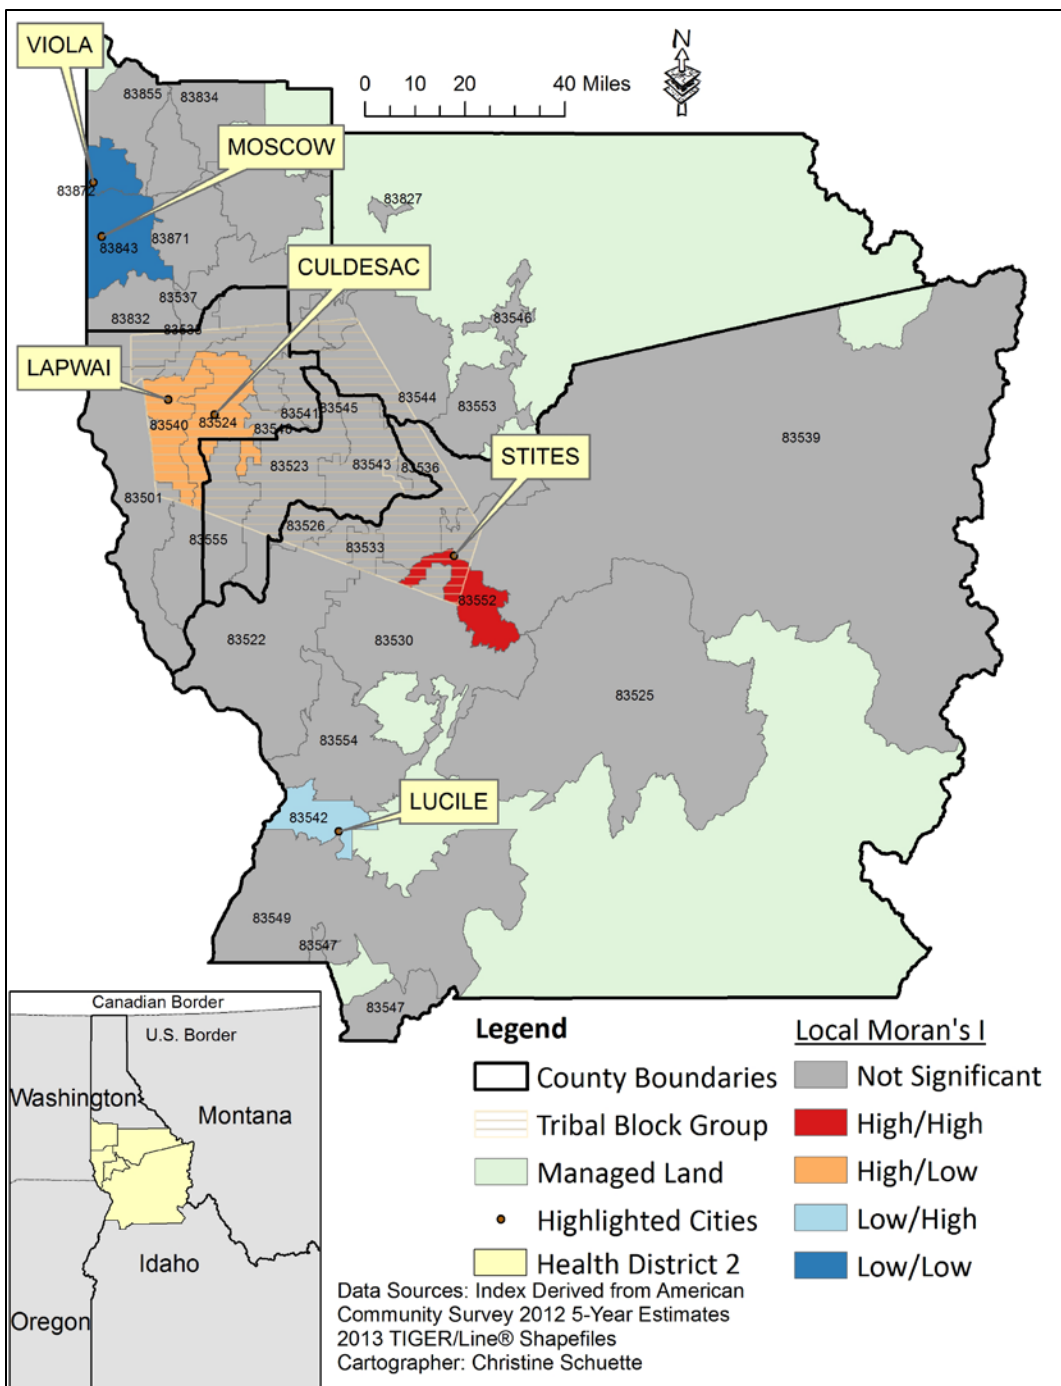 VIOLA
N
0 10 20 40 Miles
83855
83834
MOSCOW
83827
83872
83843
83871
CULDESAC
83537
83832
83546
LAPWAI
83544
83553
83540
83524
83541
83545
83539
STITES
83523
83543
83536
83501
83526
83555
83533
83552
83522
83530
83525
83554
LUCILE
83542
83549
83547
83547
Canadian Border
U.S. Border
Washington
Montana
Idaho
Oregon
Legend
County Boundaries
Tribal Block Group
Managed Land
Highlighted Cities
Health District 2
Local Moran's I
Not Significant
High/High
High/Low
Low/High
Low/Low
Data Sources: Index Derived from American
Community Survey 2012 5-Year Estimates
2013 TIGER/Line® Shapefiles
Cartographer: Christine Schuette